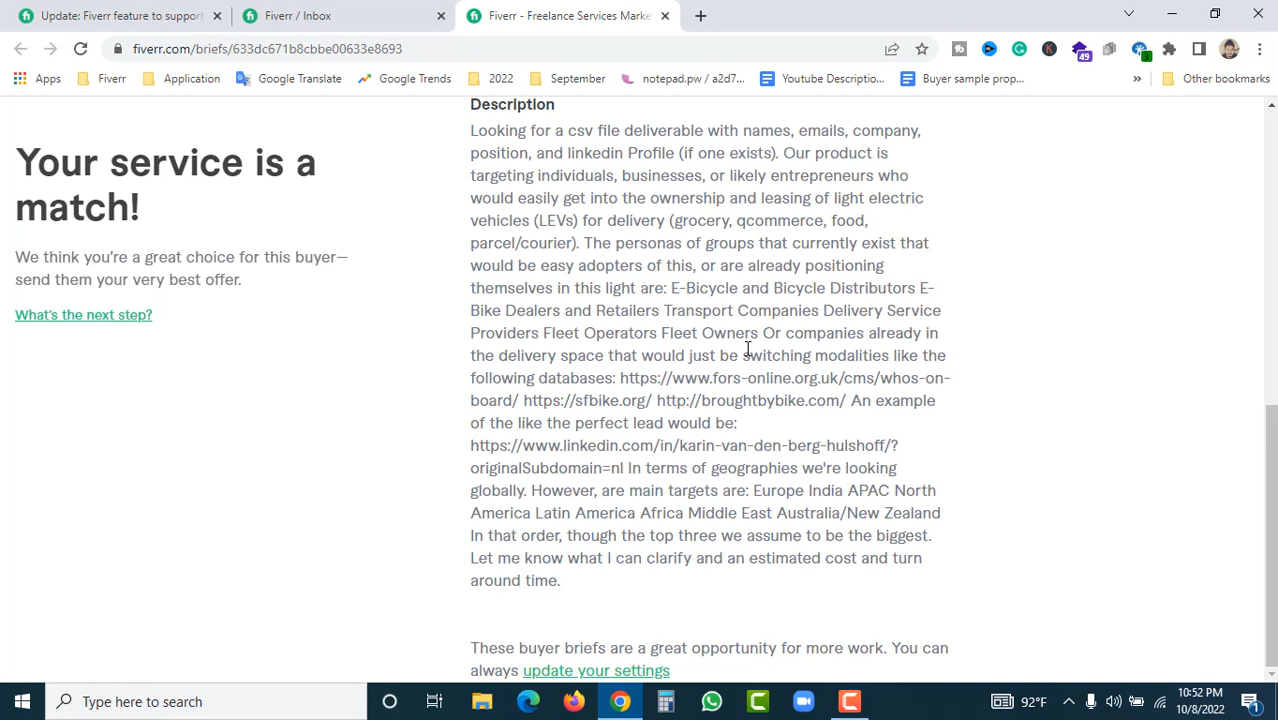 Update: Fiverr feature to support
Fiverr / Inbox
Fiverr - Freelance Services Marke
fiverr.com/briefs/633dc671b8cbbe00633e8693
49
3
Apps
Fiverr
Application
Google Translate
Google Trends
2022
September
notepad.pw / a2d7...
Youtube Descriptio...
Buyer sample prop...
»
Other bookmarks
Your service is a
match!
We think you're a great choice for this buyer—
send them your very best offer.
What's the next step?
Description
Looking for a csv file deliverable with names, emails, company,
position, and linkedin Profile (if one exists). Our product is
targeting individuals, businesses, or likely entrepreneurs who
would easily get into the ownership and leasing of light electric
vehicles (LEVs) for delivery (grocery, qcommerce, food,
parcel/courier). The personas of groups that currently exist that
would be easy adopters of this, or are already positioning
themselves in this light are: E-Bicycle and Bicycle Distributors E-
Bike Dealers and Retailers Transport Companies Delivery Service
Providers Fleet Operators Fleet Owners Or companies already in
the delivery space that would just be switching modalities like the
following databases: https://www.fors-online.org.uk/cms/whos-on-
board/ https://sfbike.org/ http://broughtbybike.com/ An example
of the like the perfect lead would be:
https://www.linkedin.com/in/karin-van-den-berg-hulshoff/?
originalSubdomain=nl In terms of geographies we're looking
globally. However, are main targets are: Europe India APAC North
America Latin America Africa Middle East Australia/New Zealand
In that order, though the top three we assume to be the biggest.
Let me know what I can clarify and an estimated cost and turn
around time.
These buyer briefs are a great opportunity for more work. You can
always update your settings
Type here to search
92°F
10:52 PM
10/8/2022
1